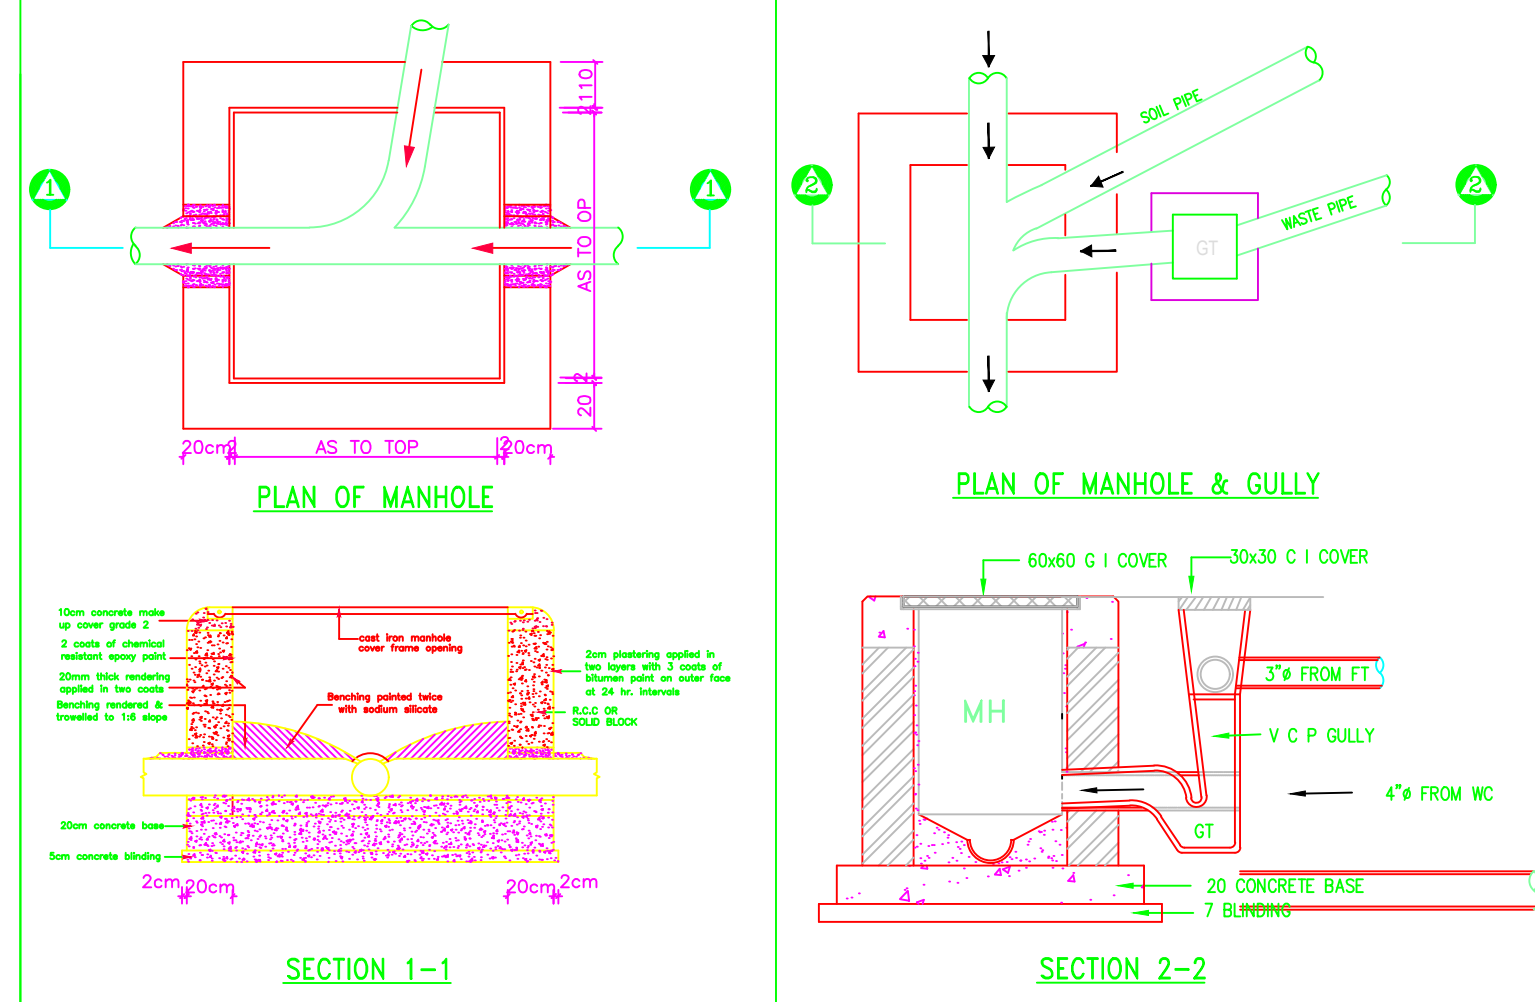 110
2
1
1
AS TO OP
2
20
20cm
2
AS TO TOP
2
20cm
PLAN OF MANHOLE
SOIL PIPE
2
2
WASTE PIPE
GT
PLAN OF MANHOLE & GULLY
10cm concrete make
up cover grade 2
2 coats of chemical
resistant epoxy paint
20mm thick rendering
applied in two coats
Benching rendered &
trowelled to 1:6 slope
cast iron manhole
cover frame opening
Benching painted twice
with sodium silicate
2cm plastering applied in
two layers with 3 coats of
bitumen paint on outer face
at 24 hr. intervals
R.C.C OR
SOLID BLOCK
20cm concrete base
5cm concrete blinding
2cm
20cm
20cm
2cm
SECTION 1-1
60x60 G I COVER
30x30 C I COVER
3"ø FROM FT
MH
V C P GULLY
4"ø FROM WC
GT
20 CONCRETE BASE
7 BLINDING
SECTION 2-2